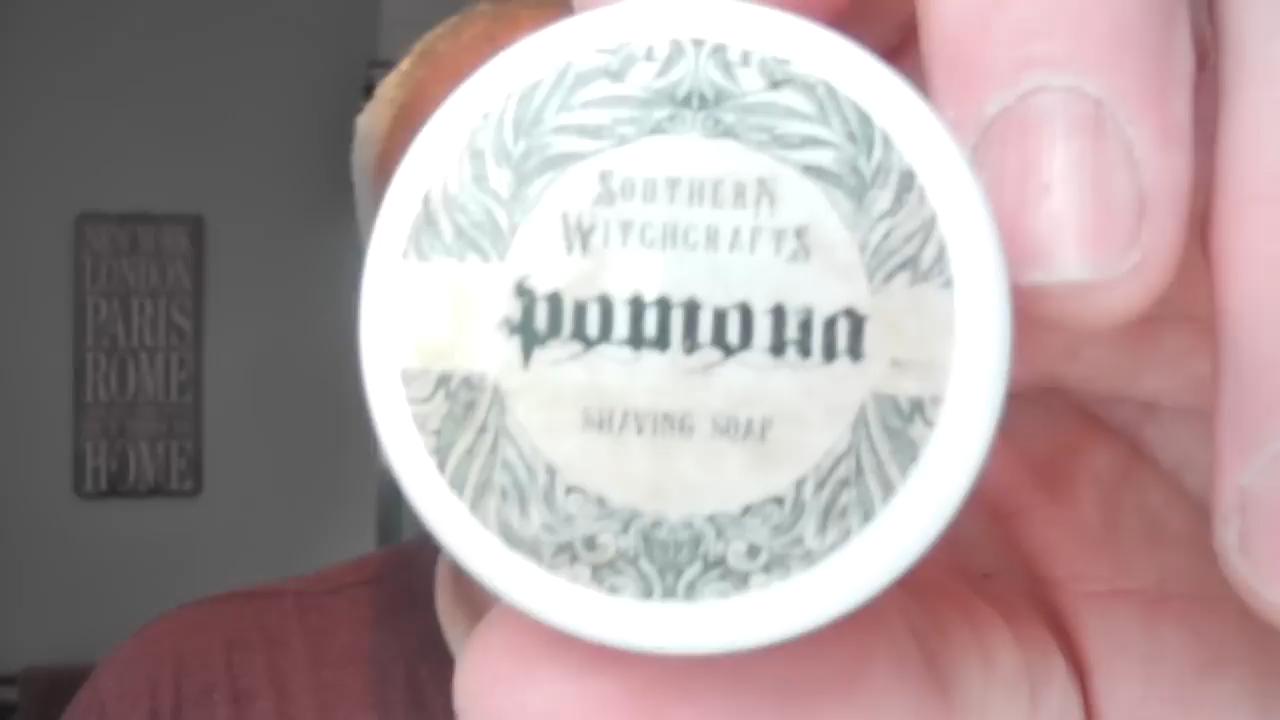 NEW YORK
LONDON
PARIS
ROME
HOME
SOUTHERN
WITCHCRAFTS
pomona
SHAVING SOAP